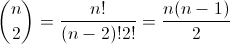 \binom{n}{2} = \frac{n!}{(n-2)!2!} = \frac{n(n-1)}{2}